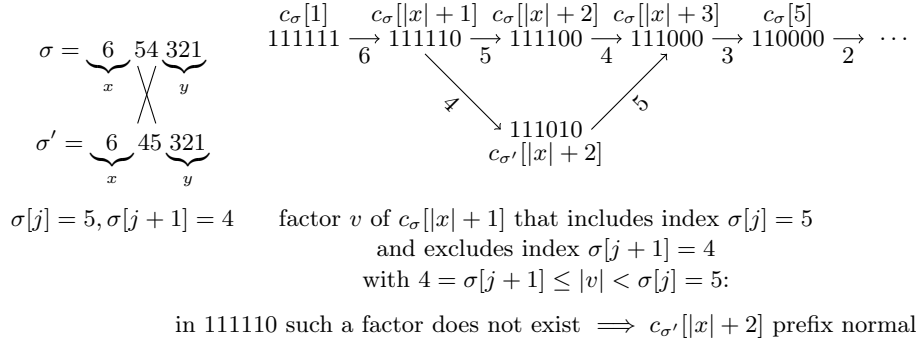 c_σ[1] c_σ[|x| + 1] c_σ[|x| + 2] c_σ[|x| + 3] c_σ[5]
111111 → 111110 → 111100 → 111000 → 110000 → ⋯
6 5 4 3 2
σ = 6 54 321
x y
4 5
111010
c_σ′[|x| + 2]
σ′ = 6 45 321
x y
σ[j] = 5, σ[j + 1] = 4
factor v of c_σ[|x| + 1] that includes index σ[j] = 5
and excludes index σ[j + 1] = 4
with 4 = σ[j + 1] ≤ |v| < σ[j] = 5:
in 111110 such a factor does not exist ⟹ c_σ′[|x| + 2] prefix normal